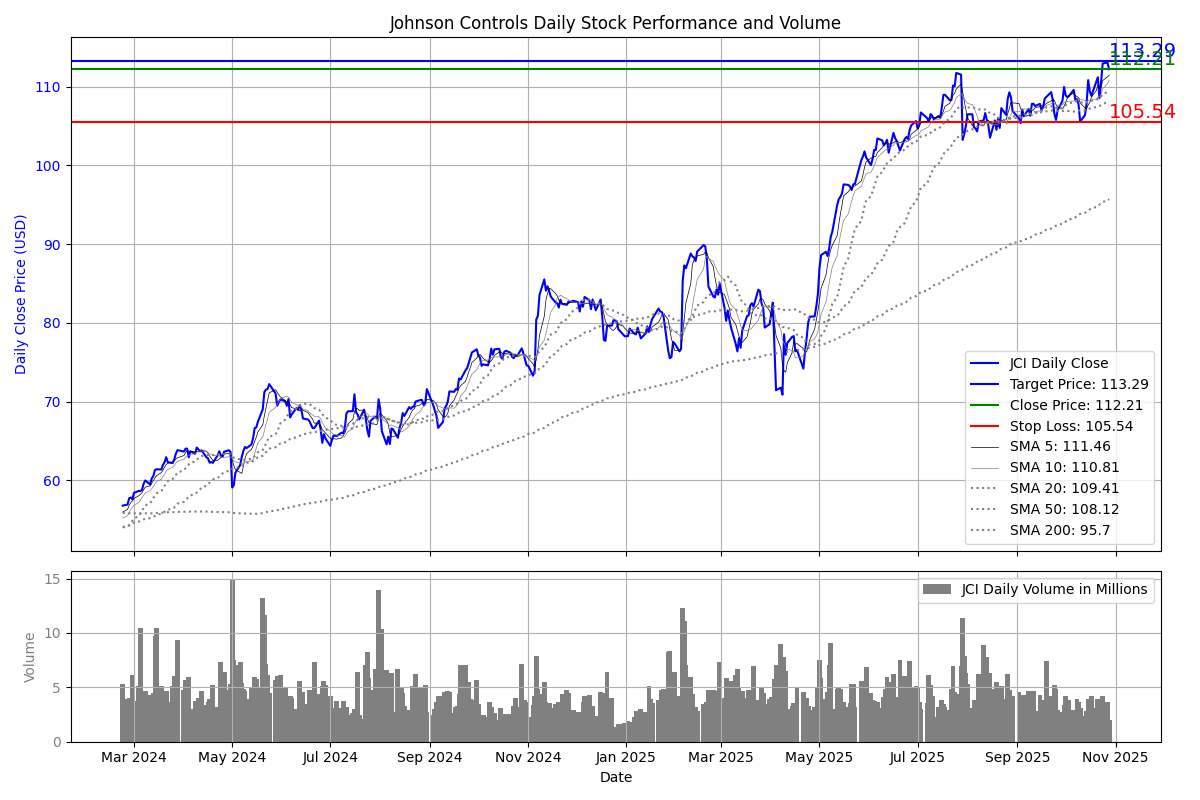 Johnson Controls Daily Stock Performance and Volume
113.29
112.21
110
105.54
100
90
80
70
60
Daily Close Price (USD)
JCI Daily Close
Target Price: 113.29
Close Price: 112.21
Stop Loss: 105.54
SMA 5: 111.46
SMA 10: 110.81
SMA 20: 109.41
SMA 50: 108.12
SMA 200: 95.7
15
10
5
0
Volume
JCI Daily Volume in Millions
Mar 2024 May 2024 Jul 2024 Sep 2024 Nov 2024 Jan 2025 Mar 2025 May 2025 Jul 2025 Sep 2025 Nov 2025
Date